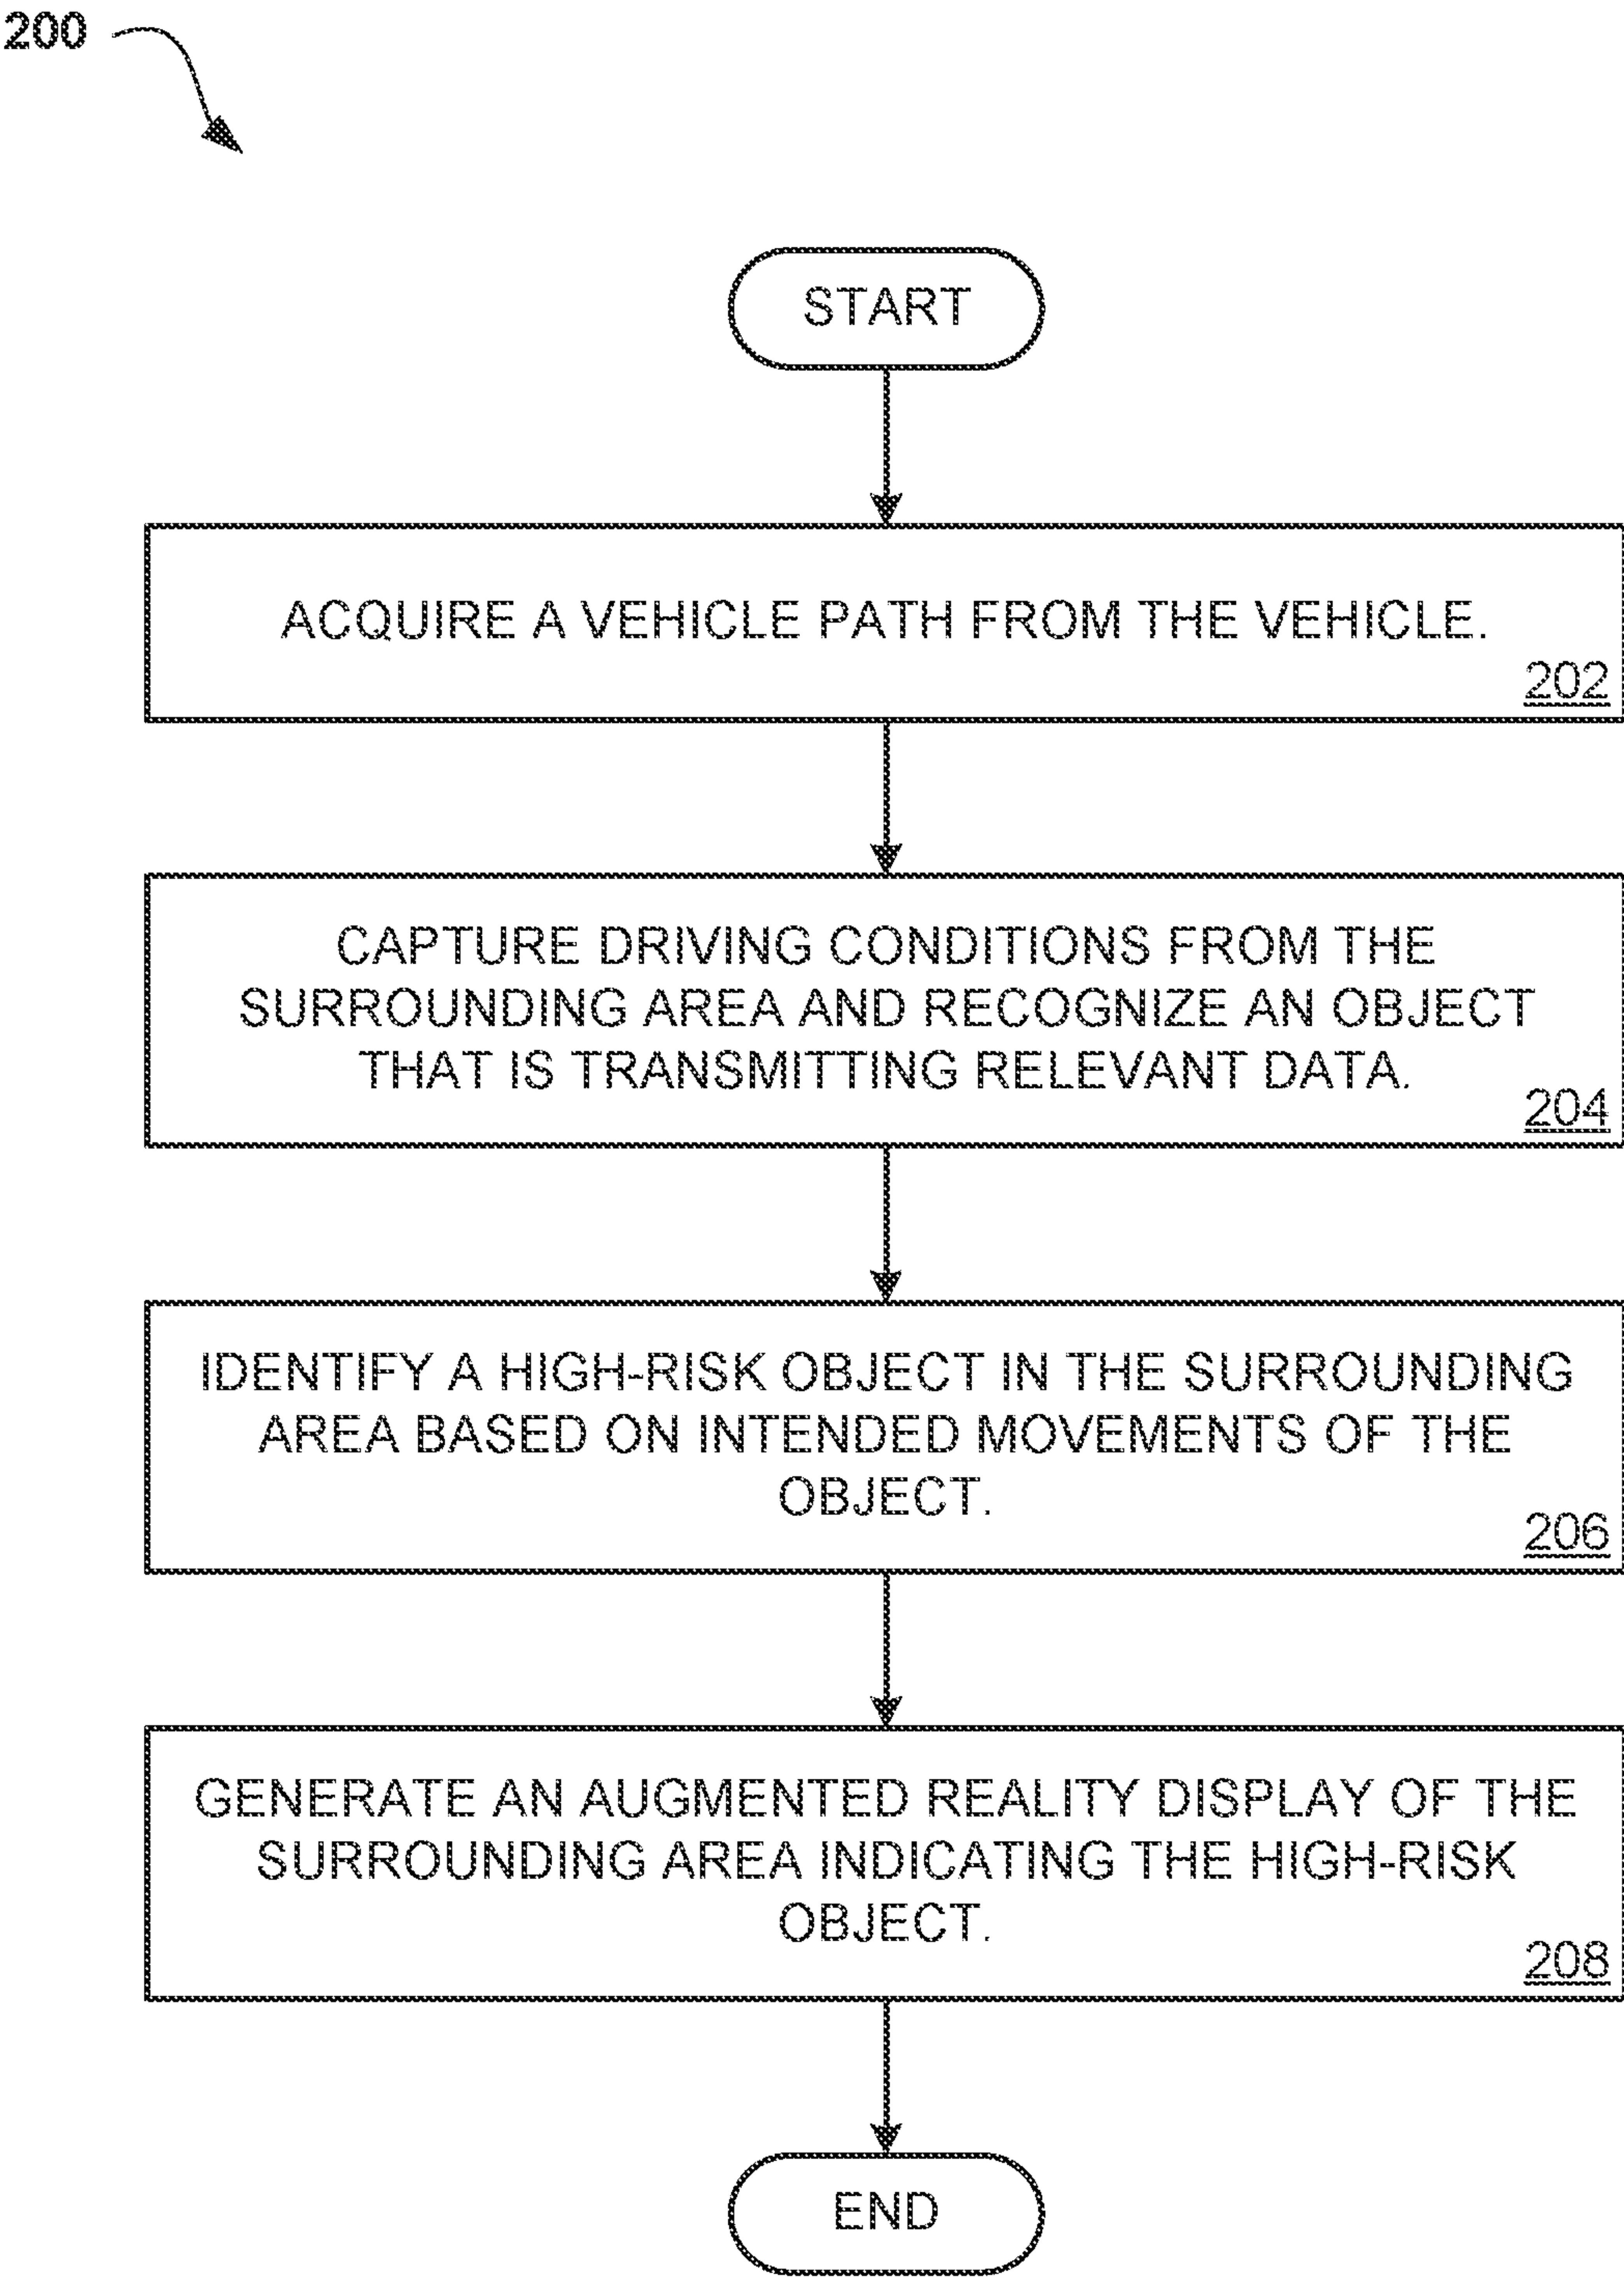 200
START
ACQUIRE A VEHICLE PATH FROM THE VEHICLE.
202
CAPTURE DRIVING CONDITIONS FROM THE
SURROUNDING AREA AND RECOGNIZE AN OBJECT
THAT IS TRANSMITTING RELEVANT DATA.
204
IDENTIFY A HIGH-RISK OBJECT IN THE SURROUNDING
AREA BASED ON INTENDED MOVEMENTS OF THE
OBJECT.
206
GENERATE AN AUGMENTED REALITY DISPLAY OF THE
SURROUNDING AREA INDICATING THE HIGH-RISK
OBJECT.
208
END